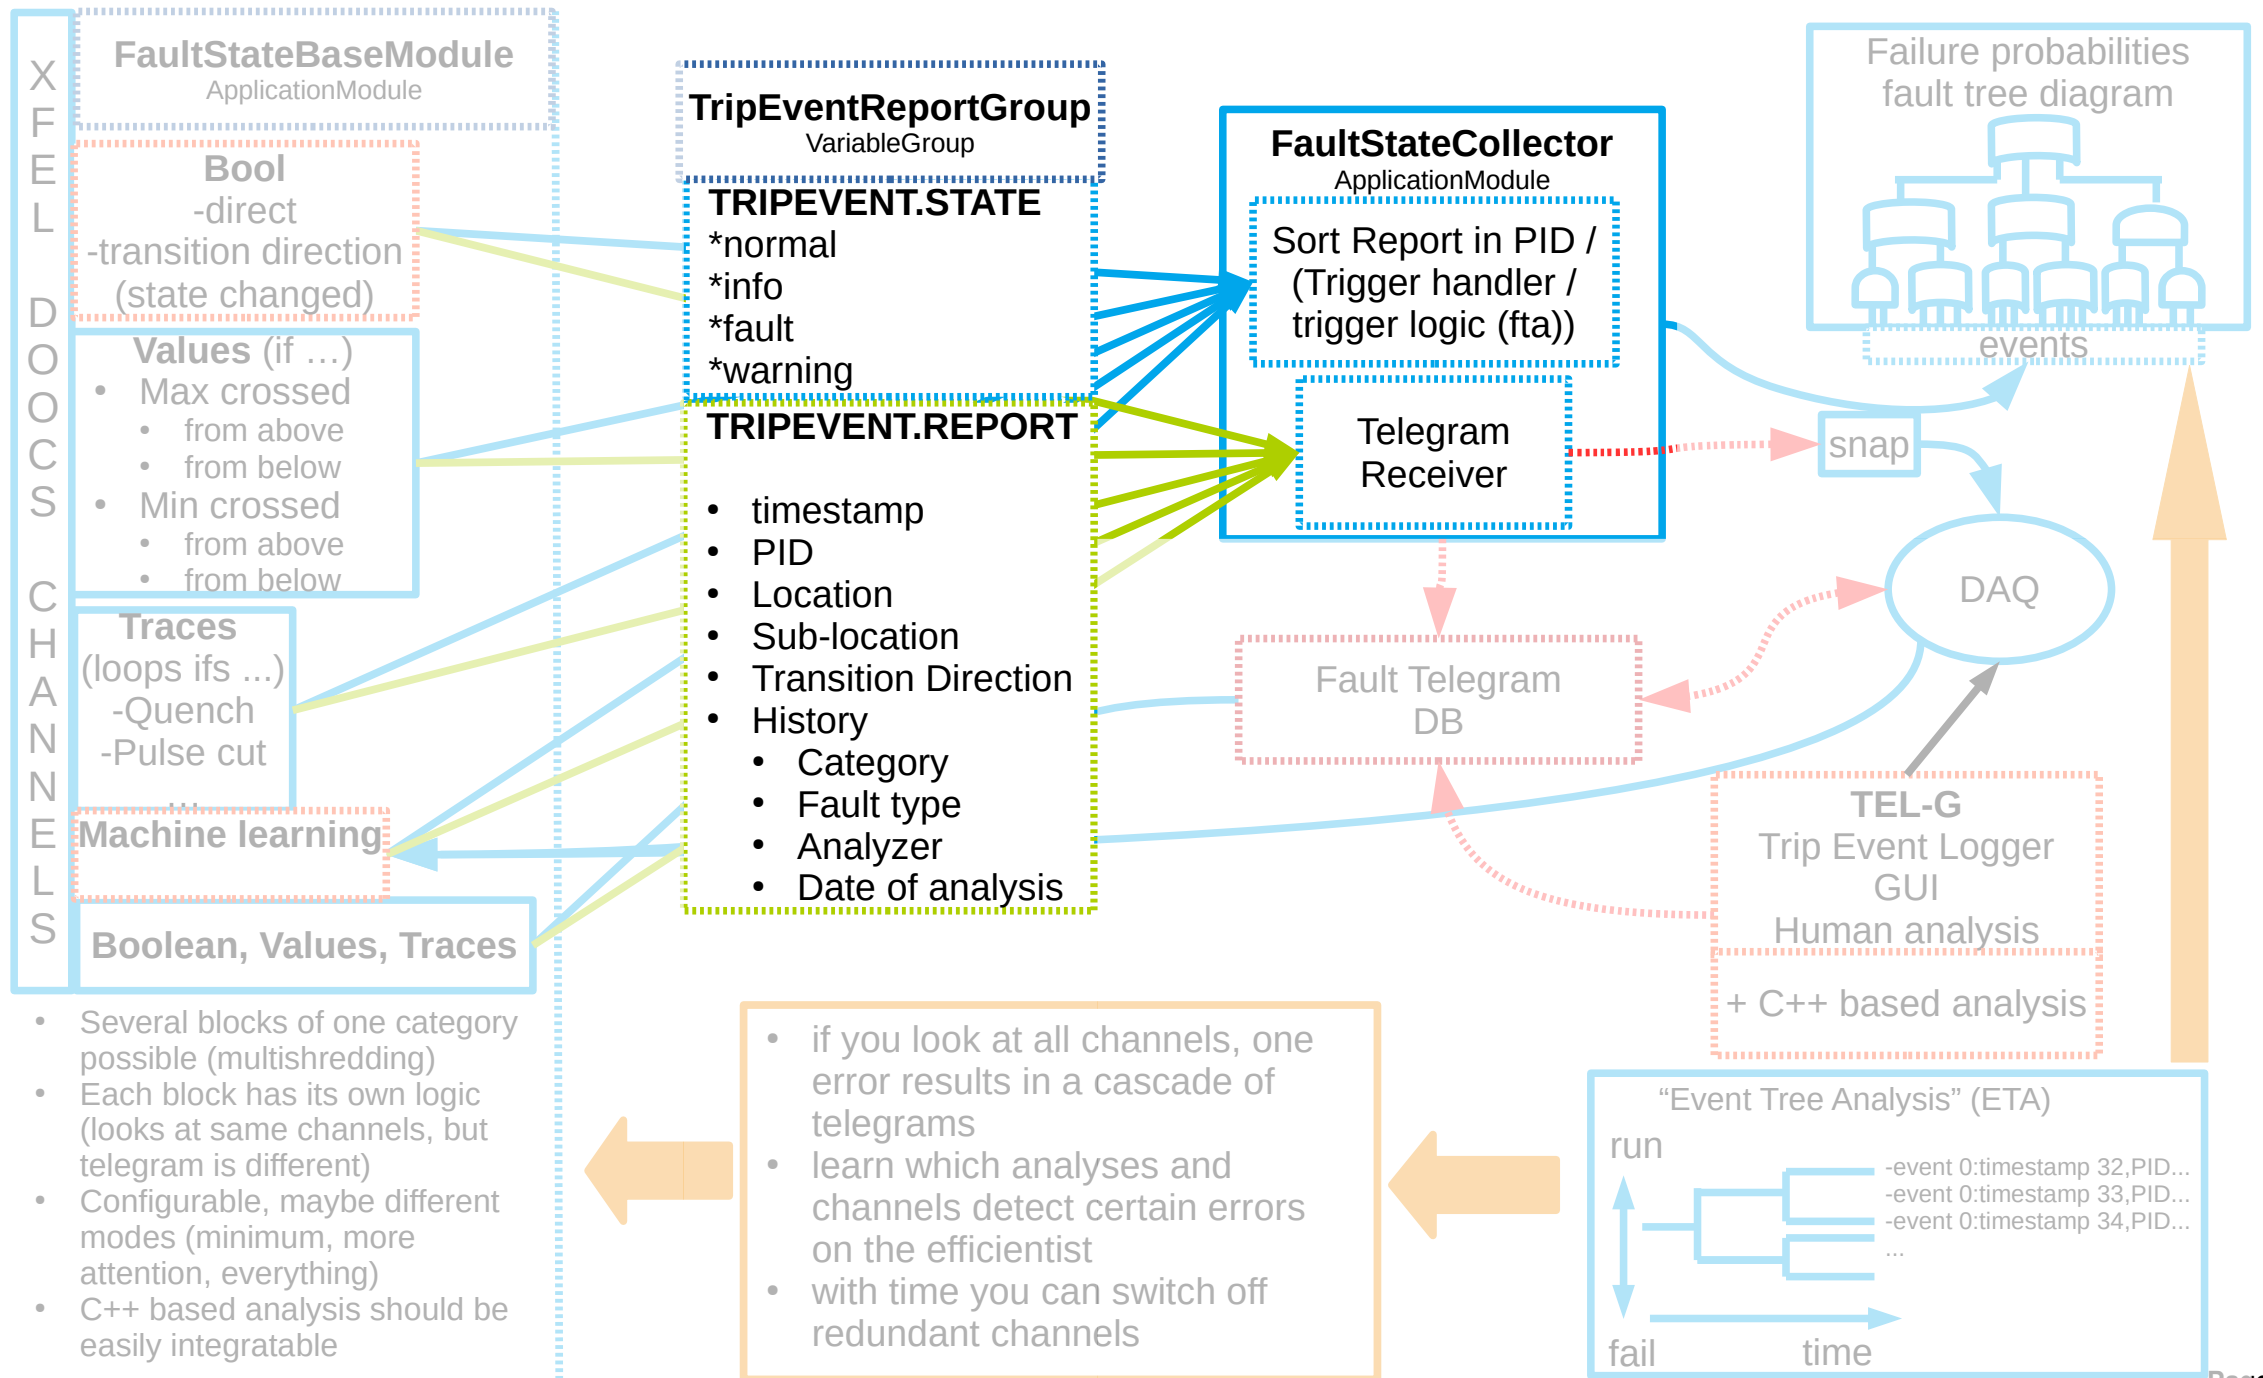 XFEL DOOCS CHANNELS
FaultStateBaseModule
ApplicationModule
Bool
-direct
-transition direction
(state changed)
Values (if …)
• Max crossed
• from above
• from below
• Min crossed
• from above
• from below
Traces
(loops ifs ...)
-Quench
-Pulse cut
...
Machine learning
Boolean, Values, Traces
• Several blocks of one category
possible (multishredding)
• Each block has its own logic
(looks at same channels, but
telegram is different)
• Configurable, maybe different
modes (minimum, more
attention, everything)
• C++ based analysis should be
easily integratable
TripEventReportGroup
VariableGroup
TRIPEVENT.STATE
*normal
*info
*fault
*warning
TRIPEVENT.REPORT
• timestamp
• PID
• Location
• Sub-location
• Transition Direction
• History
• Category
• Fault type
• Analyzer
• Date of analysis
FaultStateCollector
ApplicationModule
Sort Report in PID /
(Trigger handler /
trigger logic (fta))
Telegram
Receiver
Fault Telegram
DB
Failure probabilities
fault tree diagram
events
snap
DAQ
TEL-G
Trip Event Logger
GUI
Human analysis
+ C++ based analysis
• if you look at all channels, one
error results in a cascade of
telegrams
• learn which analyses and
channels detect certain errors
on the efficientist
• with time you can switch off
redundant channels
“Event Tree Analysis” (ETA)
run
-event 0:timestamp 32,PID...
-event 0:timestamp 33,PID...
-event 0:timestamp 34,PID...
...
fail
time